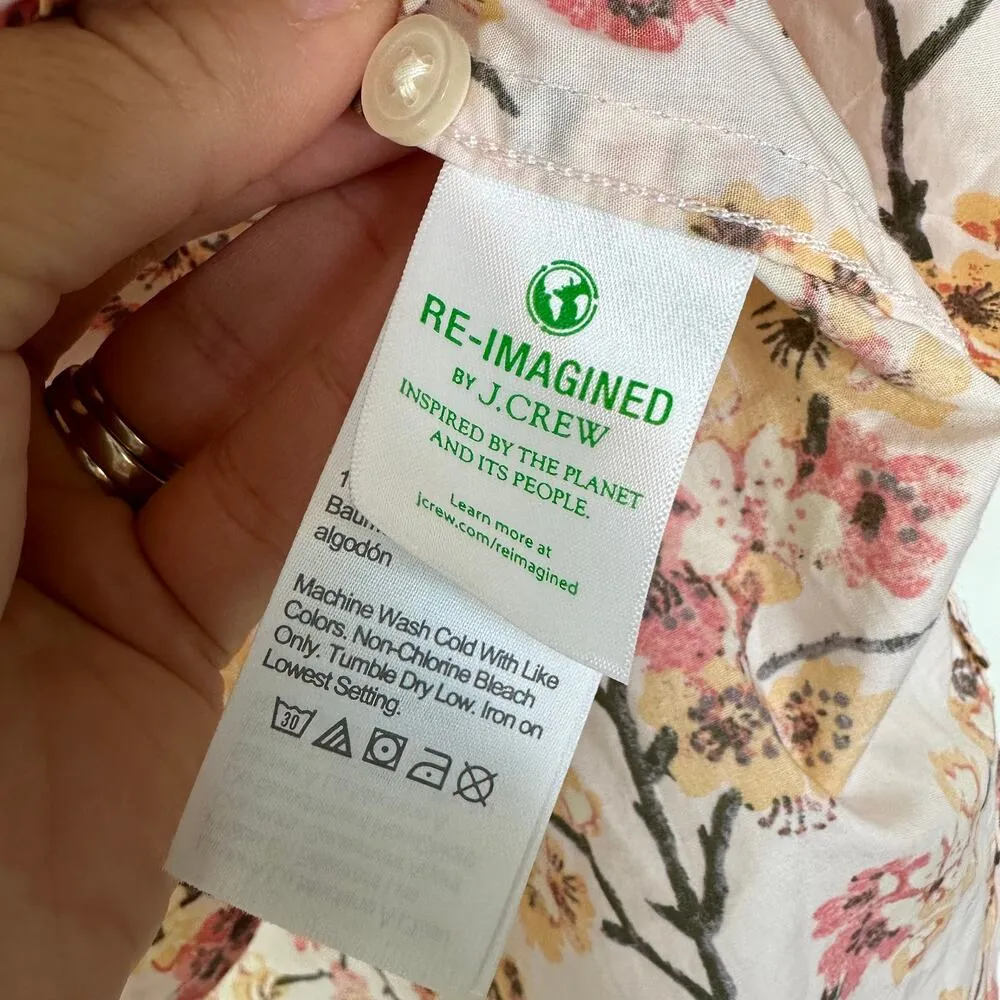 RE-IMAGINED
BY J.CREW
INSPIRED BY THE PLANET
AND ITS PEOPLE.
Learn more at
jcrew.com/reimagined
algodón
Machine Wash Cold With Like
Colors. Non-Chlorine Bleach
Only. Tumble Dry Low. Iron on
Lowest Setting.
30